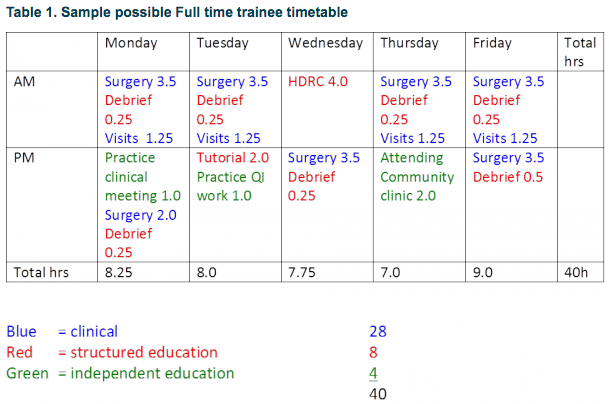 Table 1. Sample possible Full time trainee timetable
Monday Tuesday Wednesday Thursday Friday Total
hrs
AM Surgery 3.5 Surgery 3.5 HDRC 4.0 Surgery 3.5 Surgery 3.5
Debrief Debrief Debrief Debrief
0.25 0.25 0.25 0.25
Visits 1.25 Visits 1.25 Visits 1.25 Visits 1.25
PM Practice Tutorial 2.0 Surgery 3.5 Attending Surgery 3.5
clinical Practice QI Debrief Community Debrief 0.5
meeting 1.0 work 1.0 0.25 clinic 2.0
Surgery 2.0
Debrief
0.25
Total hrs 8.25 8.0 7.75 7.0 9.0 40h
Blue = clinical 28
Red = structured education 8
Green = independent education 4
40